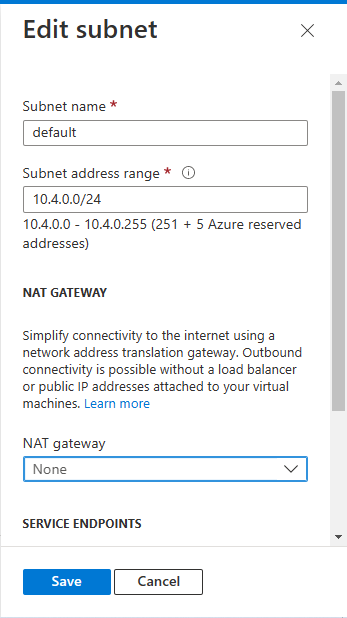 Edit subnet
Subnet name *
default
Subnet address range *
10.4.0.0/24
10.4.0.0 - 10.4.0.255 (251 + 5 Azure reserved
addresses)
NAT GATEWAY
Simplify connectivity to the internet using a
network address translation gateway. Outbound
connectivity is possible without a load balancer
or public IP addresses attached to your virtual
machines. Learn more
NAT gateway
None
SERVICE ENDPOINTS
Save
Cancel